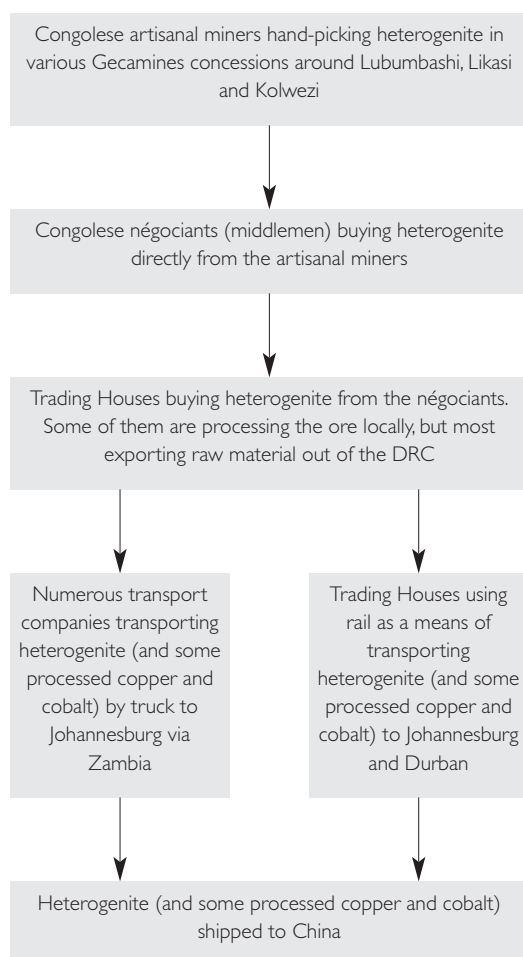 Congolese artisanal miners hand-picking heterogenite in
various Gecamines concessions around Lubumbashi, Likasi
and Kolwezi
Congolese négociants (middlemen) buying heterogenite
directly from the artisanal miners
Trading Houses buying heterogenite from the négociants.
Some of them are processing the ore locally, but most
exporting raw material out of the DRC
Numerous transport
companies transporting
heterogenite (and some
processed copper and
cobalt) by truck to
Johannesburg via
Zambia
Trading Houses using
rail as a means of
transporting
heterogenite (and some
processed copper and
cobalt) to Johannesburg
and Durban
Heterogenite (and some processed copper and cobalt)
shipped to China